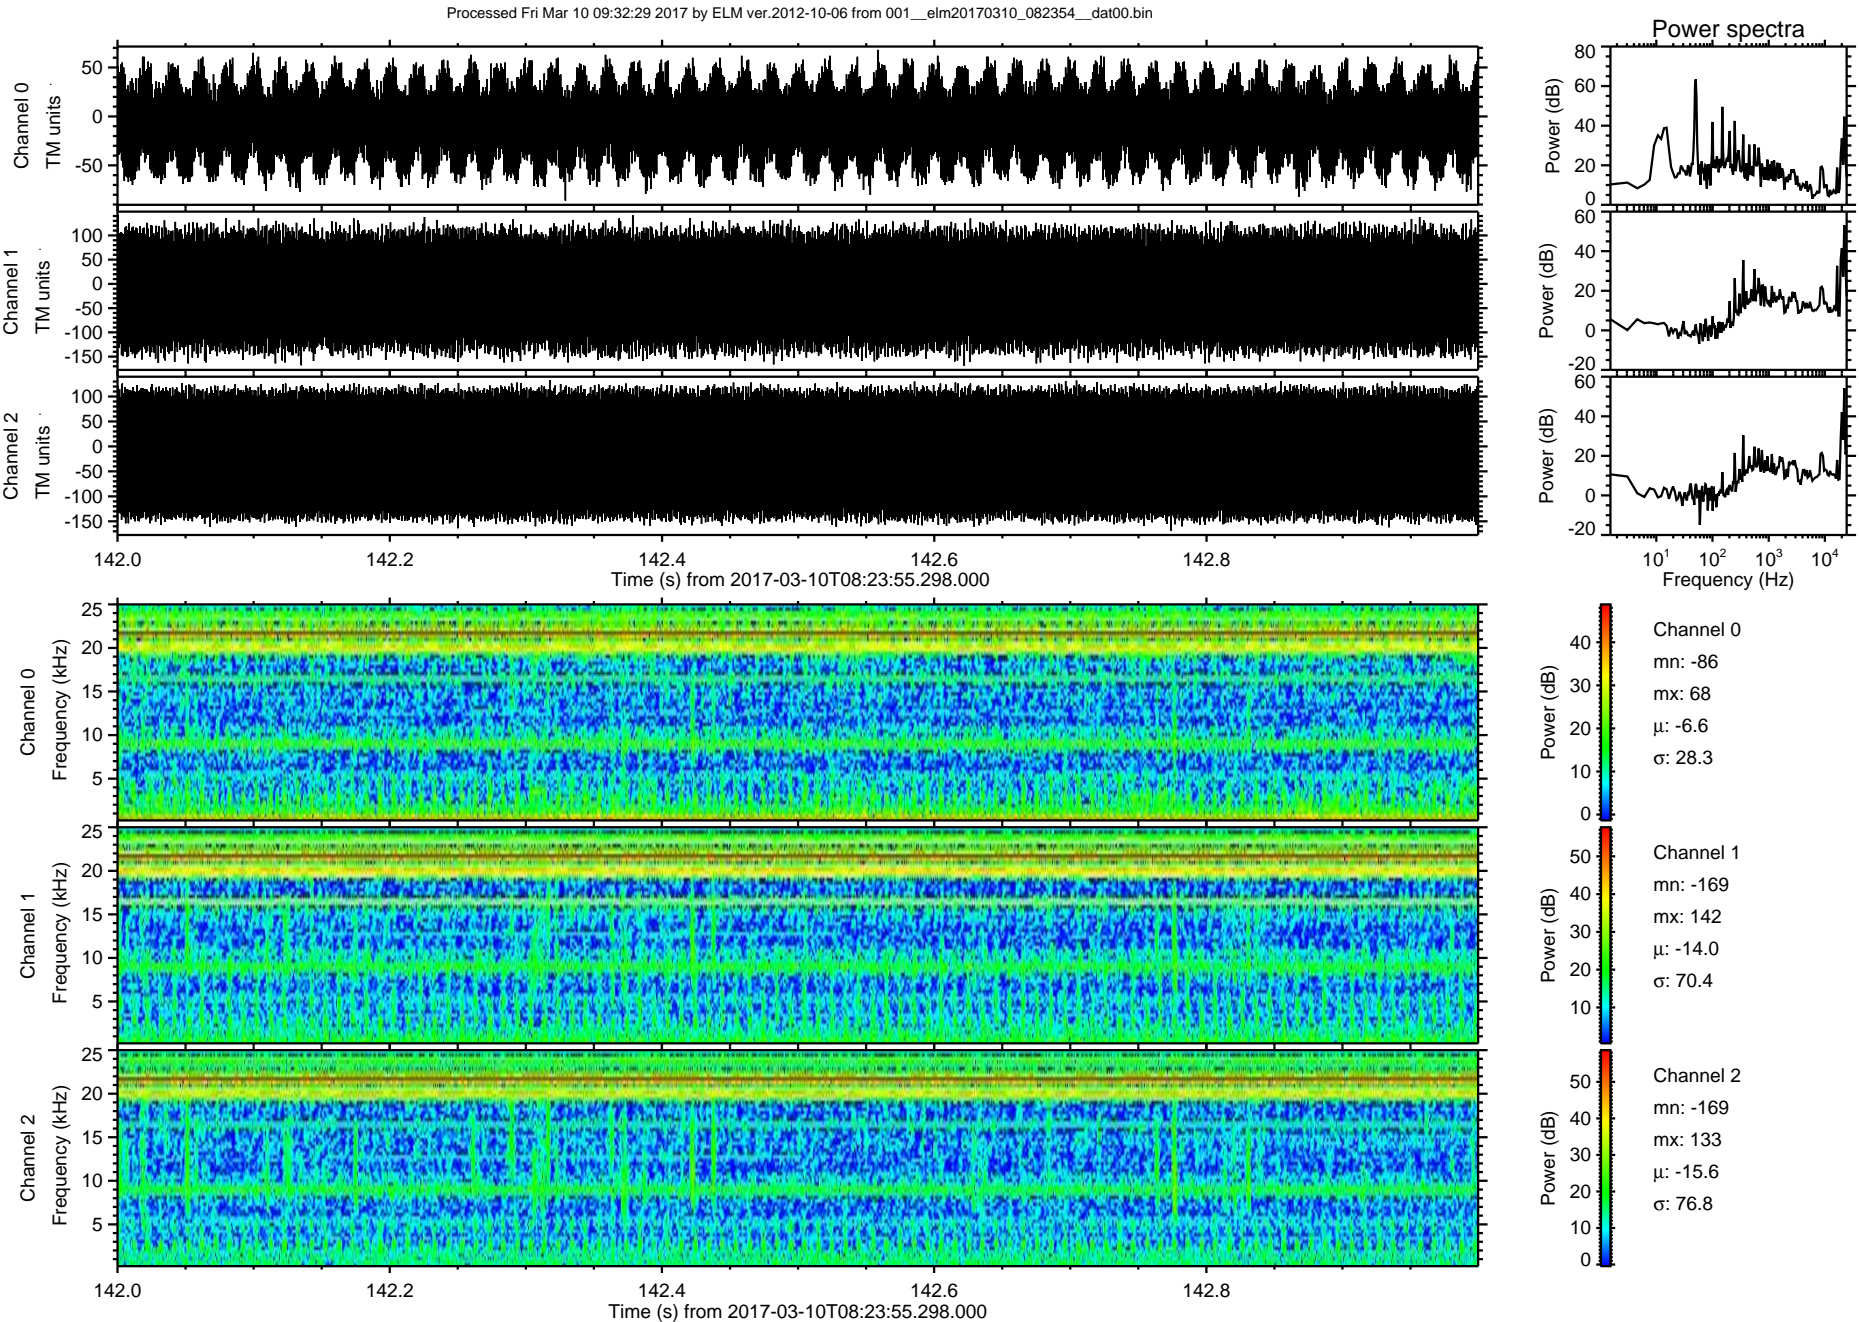 Processed Fri Mar 10 09:32:29 2017 by ELM ver.2012-10-06 from 001__elm20170310_082354__dat00.bin
Power spectra
Channel 0
TM units
50
0
-50
Power (dB)
80
60
40
20
0
Channel 1
TM units
100
50
0
-50
-100
-150
Power (dB)
60
40
20
0
-20
Channel 2
TM units
100
50
0
-50
-100
-150
Power (dB)
60
40
20
0
-20
142.0 142.2 142.4 142.6 142.8
Time (s) from 2017-03-10T08:23:55.298.000
10^1 10^2 10^3 10^4
Frequency (Hz)
Channel 0
Frequency (kHz)
25
20
15
10
5
Power (dB)
40
30
20
10
0
Channel 0
mn: -86
mx: 68
μ: -6.6
σ: 28.3
Channel 1
Frequency (kHz)
25
20
15
10
5
Power (dB)
50
40
30
20
10
Channel 1
mn: -169
mx: 142
μ: -14.0
σ: 70.4
Channel 2
Frequency (kHz)
25
20
15
10
5
Power (dB)
50
40
30
20
10
0
Channel 2
mn: -169
mx: 133
μ: -15.6
σ: 76.8
142.0 142.2 142.4 142.6 142.8
Time (s) from 2017-03-10T08:23:55.298.000